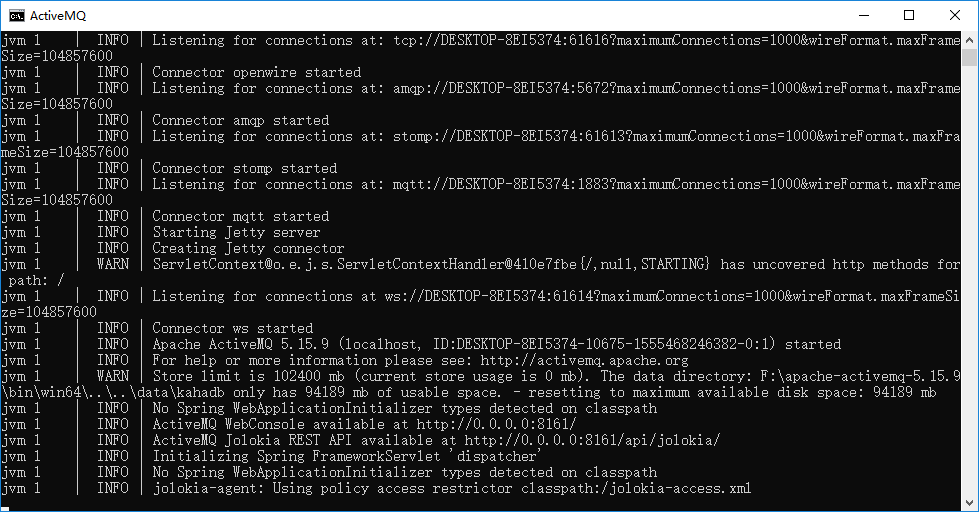 ActiveMQ
jvm 1    | INFO | Listening for connections at: tcp://DESKTOP-8EI5374:61616?maximumConnections=1000&wireFormat.maxFrame
Size=104857600
jvm 1    | INFO | Connector openwire started
jvm 1    | INFO | Listening for connections at: amqp://DESKTOP-8EI5374:5672?maximumConnections=1000&wireFormat.maxFrame
Size=104857600
jvm 1    | INFO | Connector amqp started
jvm 1    | INFO | Listening for connections at: stomp://DESKTOP-8EI5374:61613?maximumConnections=1000&wireFormat.maxFra
meSize=104857600
jvm 1    | INFO | Connector stomp started
jvm 1    | INFO | Listening for connections at: mqtt://DESKTOP-8EI5374:1883?maximumConnections=1000&wireFormat.maxFrame
Size=104857600
jvm 1    | INFO | Connector mqtt started
jvm 1    | INFO | Starting Jetty server
jvm 1    | INFO | Creating Jetty connector
jvm 1    | WARN | ServletContext@o.e.j.s.ServletContextHandler@410e7fbe{/,null,STARTING} has uncovered http methods for
 path: /
jvm 1    | INFO | Listening for connections at ws://DESKTOP-8EI5374:61614?maximumConnections=1000&wireFormat.maxFrameSi
ze=104857600
jvm 1    | INFO | Connector ws started
jvm 1    | INFO | Apache ActiveMQ 5.15.9 (localhost, ID:DESKTOP-8EI5374-10675-1555468246382-0:1) started
jvm 1    | INFO | For help or more information please see: http://activemq.apache.org
jvm 1    | WARN | Store limit is 102400 mb (current store usage is 0 mb). The data directory: F:\apache-activemq-5.15.9
\bin\win64\..\..\data\kahadb only has 94189 mb of usable space. - resetting to maximum available disk space: 94189 mb
jvm 1    | INFO | No Spring WebApplicationInitializer types detected on classpath
jvm 1    | INFO | ActiveMQ WebConsole available at http://0.0.0.0:8161/
jvm 1    | INFO | ActiveMQ Jolokia REST API available at http://0.0.0.0:8161/api/jolokia/
jvm 1    | INFO | Initializing Spring FrameworkServlet 'dispatcher'
jvm 1    | INFO | No Spring WebApplicationInitializer types detected on classpath
jvm 1    | INFO | jolokia-agent: Using policy access restrictor classpath:/jolokia-access.xml